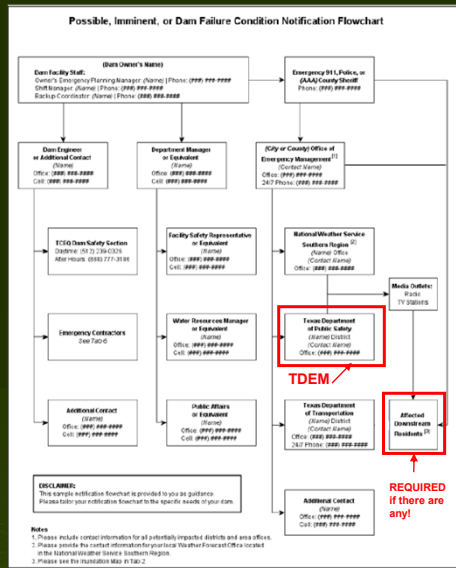 Possible, Imminent, or Dam Failure Condition Notification Flowchart
(Dam Owner's Name)
Dam Facility Staff:
Owner's Emergency Planning Manager: (Name) | Phone: (###) ###-####
Shift Manager: (Name) | Phone: (###) ###-####
Backup Coordinator: (Name) | Phone: (###) ###-####
Emergency 911, Police, or
(AAA) County Sheriff
Phone: (###) ###-####
Dam Engineer
or Additional Contact
(Name)
Office: (###) ###-####
Cell: (###) ###-####
Department Manager
or Equivalent
(Name)
Office: (###) ###-####
Cell: (###) ###-####
(City or County) Office of
Emergency Management [1]
(Contact Name)
Office: (###) ###-####
24/7 Phone: (###) ###-####
TCEQ Dam Safety Section
Daytime: (512) 239-0326
After Hours: (888) 777-3186
Facility Safety Representative
or Equivalent
(Name)
Office: (###) ###-####
Cell: (###) ###-####
National Weather Service
Southern Region [2]
(Name) Office
(Contact Name)
Office: (###) ###-####
Media Outlets:
Radio
TV Stations
Emergency Contractors
See Tab 6
Water Resources Manager
or Equivalent
(Name)
Office: (###) ###-####
Cell: (###) ###-####
Texas Department
of Public Safety
(Name) District
(Contact Name)
Office: (###) ###-####
TDEM
Additional Contact
(Name)
Office: (###) ###-####
Cell: (###) ###-####
Public Affairs
or Equivalent
(Name)
Office: (###) ###-####
Cell: (###) ###-####
Texas Department
of Transportation
(Name) District
(Contact Name)
Office: (###) ###-####
24/7 Phone: (###) ###-####
Affected
Downstream
Residents [3]
REQUIRED
if there are
any!
Additional Contact
(Name)
Office: (###) ###-####
Cell: (###) ###-####
DISCLAIMER:
This sample notification flowchart is provided to you as guidance.
Please tailor your notification flowchart to the specific needs of your dam.
Notes
1. Please include contact information for all potentially impacted districts and area offices.
2. Please provide the contact information for your local Weather Forecast Office located
in the National Weather Service Southern Region.
3. Please see the Inundation Map in Tab 2.